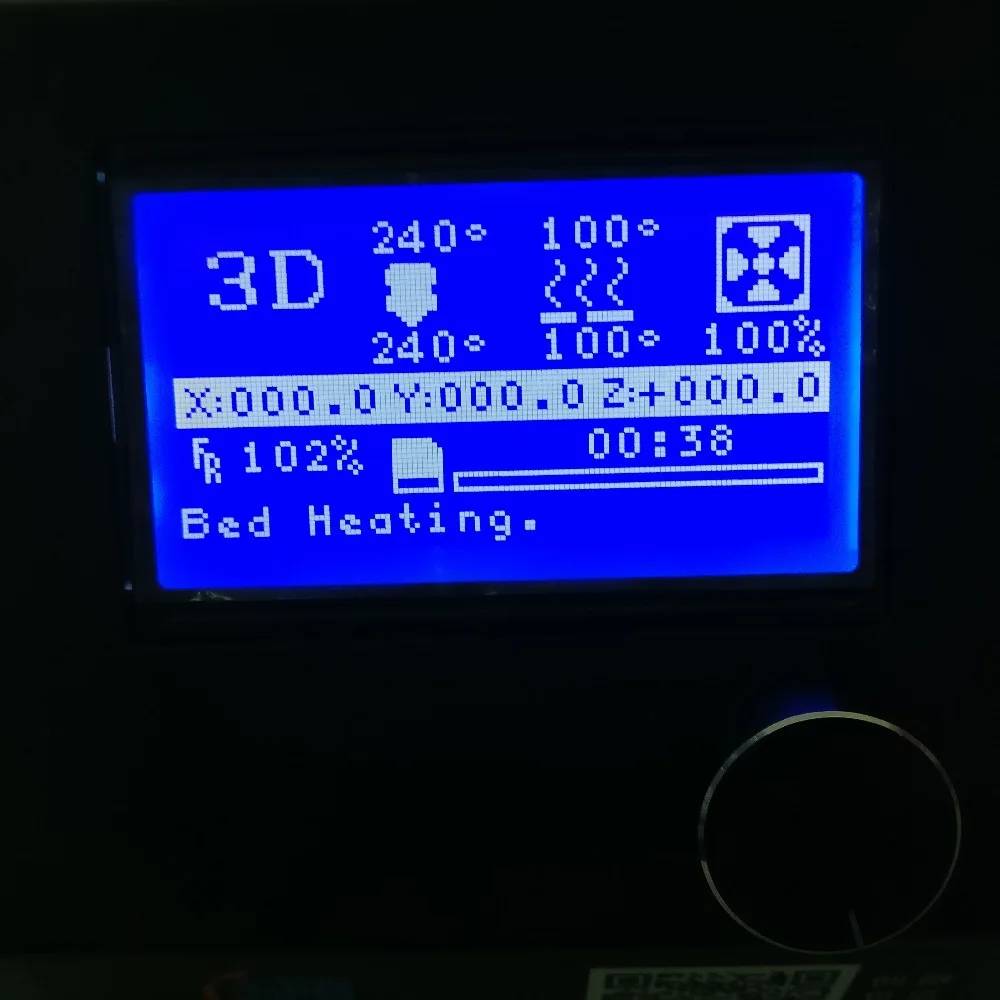 240° 100°
3D
240° 100° 100%
X:000.0 Y:000.0 Z:+000.0
FR 102% 00:38
Bed Heating.